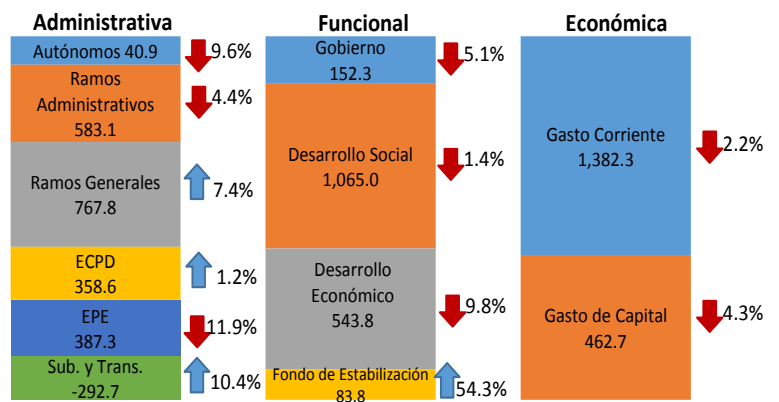 Administrativa
Autónomos 40.9
9.6%
Ramos
Administrativos
583.1
4.4%
Ramos Generales
767.8
7.4%
ECPD
358.6
1.2%
EPE
387.3
11.9%
Sub. y Trans.
-292.7
10.4%
Funcional
Gobierno
152.3
5.1%
Desarrollo Social
1,065.0
1.4%
Desarrollo
Económico
543.8
9.8%
Fondo de Estabilización
83.8
54.3%
Económica
Gasto Corriente
1,382.3
2.2%
Gasto de Capital
462.7
4.3%